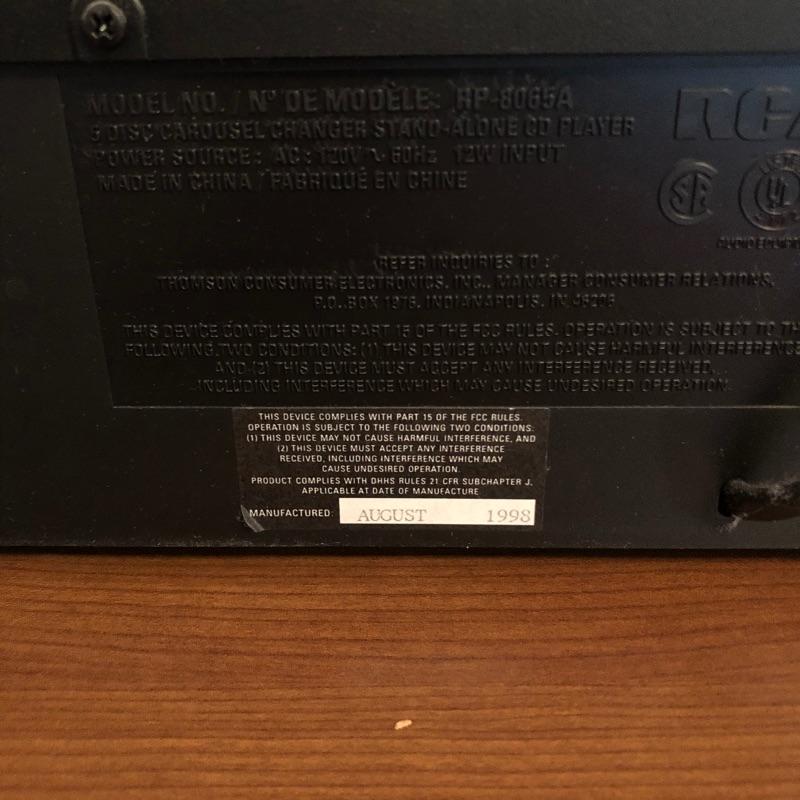 MODEL NO. / Nº DE MODÈLE: RP-8065A
5 DISC CAROUSEL CHANGER STAND-ALONE CD PLAYER
POWER SOURCE: AC: 120V ∿ 60Hz 12W INPUT
MADE IN CHINA / FABRIQUÉ EN CHINE
RCA
SA
UL
REFER INQUIRIES TO:
THOMSON CONSUMER ELECTRONICS, INC., MANAGER CONSUMER RELATIONS,
P.O. BOX 1976, INDIANAPOLIS, IN 46206
THIS DEVICE COMPLIES WITH PART 15 OF THE FCC RULES. OPERATION IS SUBJECT TO TH
FOLLOWING TWO CONDITIONS: (1) THIS DEVICE MAY NOT CAUSE HARMFUL INTERFERENCE
AND (2) THIS DEVICE MUST ACCEPT ANY INTERFERENCE RECEIVED,
INCLUDING INTERFERENCE WHICH MAY CAUSE UNDESIRED OPERATION.
THIS DEVICE COMPLIES WITH PART 15 OF THE FCC RULES.
OPERATION IS SUBJECT TO THE FOLLOWING TWO CONDITIONS:
(1) THIS DEVICE MAY NOT CAUSE HARMFUL INTERFERENCE, AND
(2) THIS DEVICE MUST ACCEPT ANY INTERFERENCE
RECEIVED, INCLUDING INTERFERENCE WHICH MAY
CAUSE UNDESIRED OPERATION.
PRODUCT COMPLIES WITH DHHS RULES 21 CFR SUBCHAPTER J,
APPLICABLE AT DATE OF MANUFACTURE
MANUFACTURED: AUGUST 1998